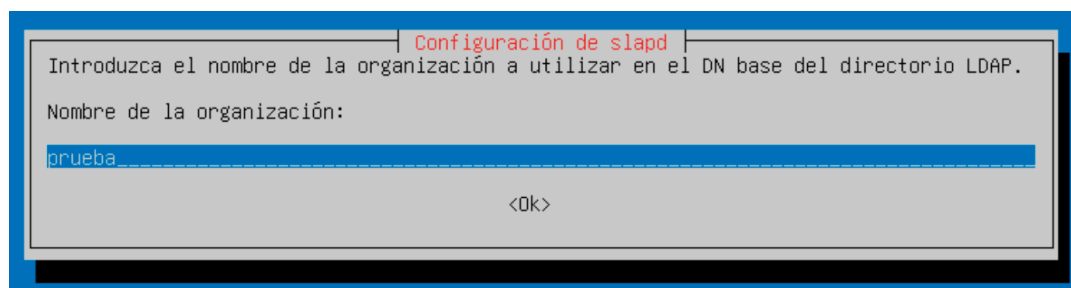 Configuración de slapd
Introduzca el nombre de la organización a utilizar en el DN base del directorio LDAP.
Nombre de la organización:
prueba
<Ok>